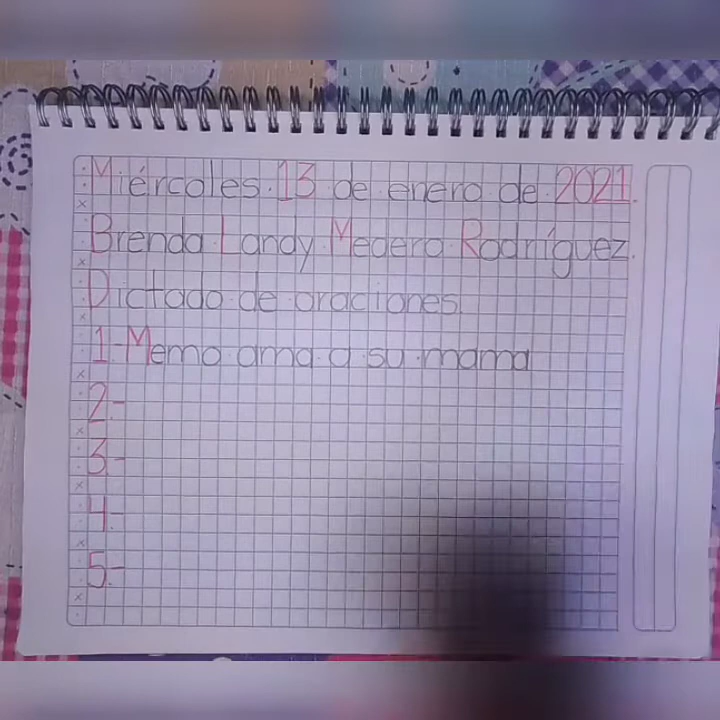 Miércoles 13 de enero de 2021.
Brenda Landy Medero Rodríguez.
Dictado de oraciones.
1.-Memo ama a su mamá
2.-
3.-
4.-
5.-